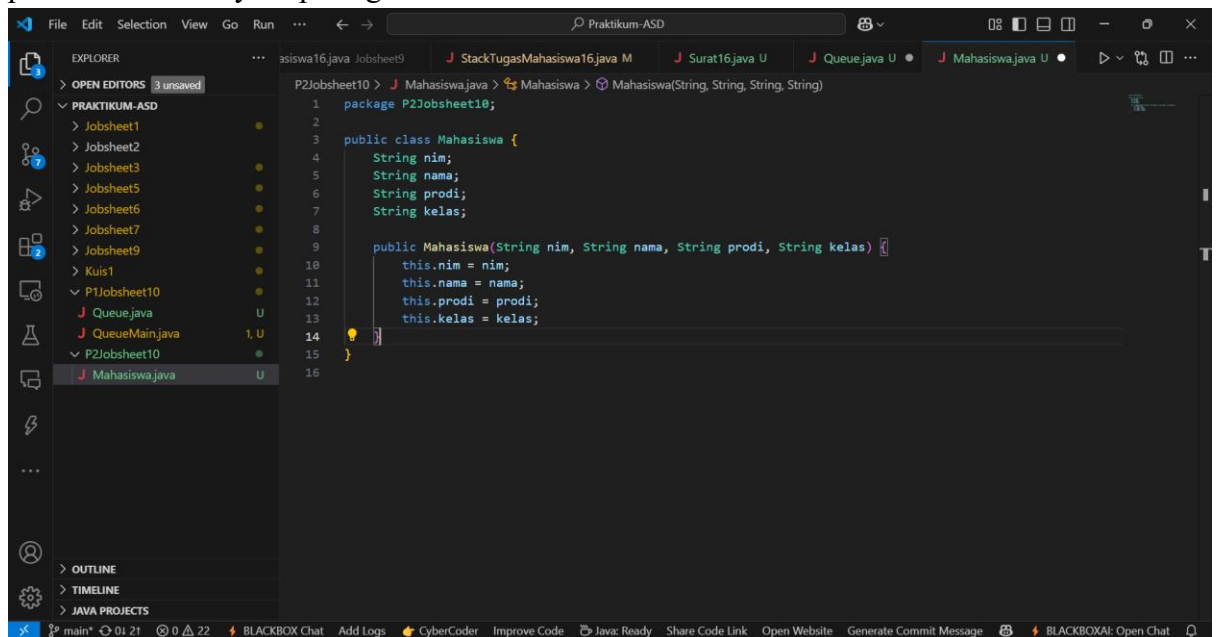 File Edit Selection View Go Run ··· Praktikum-ASD
EXPLORER ···
asiswa16.java Jobsheet9 StackTugasMahasiswa16.java M Surat16.java U Queue.java U Mahasiswa.java U
OPEN EDITORS 3 unsaved
P2Jobsheet10 > Mahasiswa.java > Mahasiswa > Mahasiswa(String, String, String, String)
PRAKTIKUM-ASD
Jobsheet1
Jobsheet2
Jobsheet3
Jobsheet5
Jobsheet6
Jobsheet7
Jobsheet9
Kuis1
P1Jobsheet10
Queue.java U
QueueMain.java 1, U
P2Jobsheet10
Mahasiswa.java U
1 package P2Jobsheet10;
2
3 public class Mahasiswa {
4 String nim;
5 String nama;
6 String prodi;
7 String kelas;
8
9 public Mahasiswa(String nim, String nama, String prodi, String kelas) {
10 this.nim = nim;
11 this.nama = nama;
12 this.prodi = prodi;
13 this.kelas = kelas;
14 }
15 }
16
3
7
2
OUTLINE
TIMELINE
JAVA PROJECTS
main* 0↓ 2↑ 0 22 BLACKBOX Chat Add Logs CyberCoder Improve Code Java: Ready Share Code Link Open Website Generate Commit Message BLACKBOXAI: Open Chat